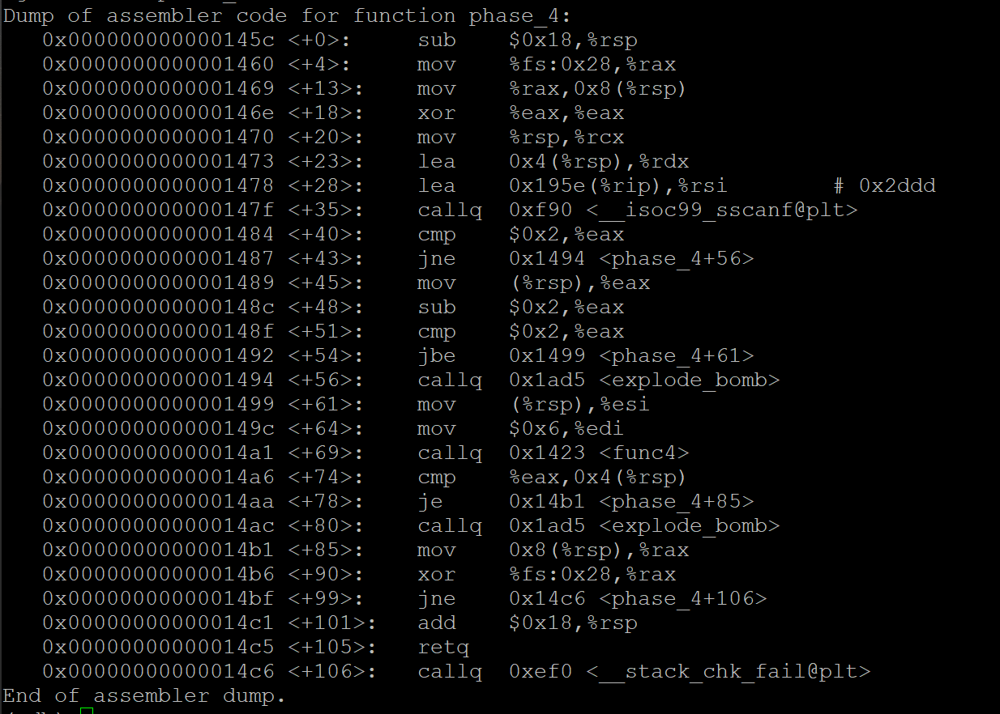 Dump of assembler code for function phase_4:
   0x000000000000145c <+0>:     sub    $0x18,%rsp
   0x0000000000001460 <+4>:     mov    %fs:0x28,%rax
   0x0000000000001469 <+13>:    mov    %rax,0x8(%rsp)
   0x000000000000146e <+18>:    xor    %eax,%eax
   0x0000000000001470 <+20>:    mov    %rsp,%rcx
   0x0000000000001473 <+23>:    lea    0x4(%rsp),%rdx
   0x0000000000001478 <+28>:    lea    0x195e(%rip),%rsi        # 0x2ddd
   0x000000000000147f <+35>:    callq  0xf90 <__isoc99_sscanf@plt>
   0x0000000000001484 <+40>:    cmp    $0x2,%eax
   0x0000000000001487 <+43>:    jne    0x1494 <phase_4+56>
   0x0000000000001489 <+45>:    mov    (%rsp),%eax
   0x000000000000148c <+48>:    sub    $0x2,%eax
   0x000000000000148f <+51>:    cmp    $0x2,%eax
   0x0000000000001492 <+54>:    jbe    0x1499 <phase_4+61>
   0x0000000000001494 <+56>:    callq  0x1ad5 <explode_bomb>
   0x0000000000001499 <+61>:    mov    (%rsp),%esi
   0x000000000000149c <+64>:    mov    $0x6,%edi
   0x00000000000014a1 <+69>:    callq  0x1423 <func4>
   0x00000000000014a6 <+74>:    cmp    %eax,0x4(%rsp)
   0x00000000000014aa <+78>:    je     0x14b1 <phase_4+85>
   0x00000000000014ac <+80>:    callq  0x1ad5 <explode_bomb>
   0x00000000000014b1 <+85>:    mov    0x8(%rsp),%rax
   0x00000000000014b6 <+90>:    xor    %fs:0x28,%rax
   0x00000000000014bf <+99>:    jne    0x14c6 <phase_4+106>
   0x00000000000014c1 <+101>:   add    $0x18,%rsp
   0x00000000000014c5 <+105>:   retq
   0x00000000000014c6 <+106>:   callq  0xef0 <__stack_chk_fail@plt>
End of assembler dump.